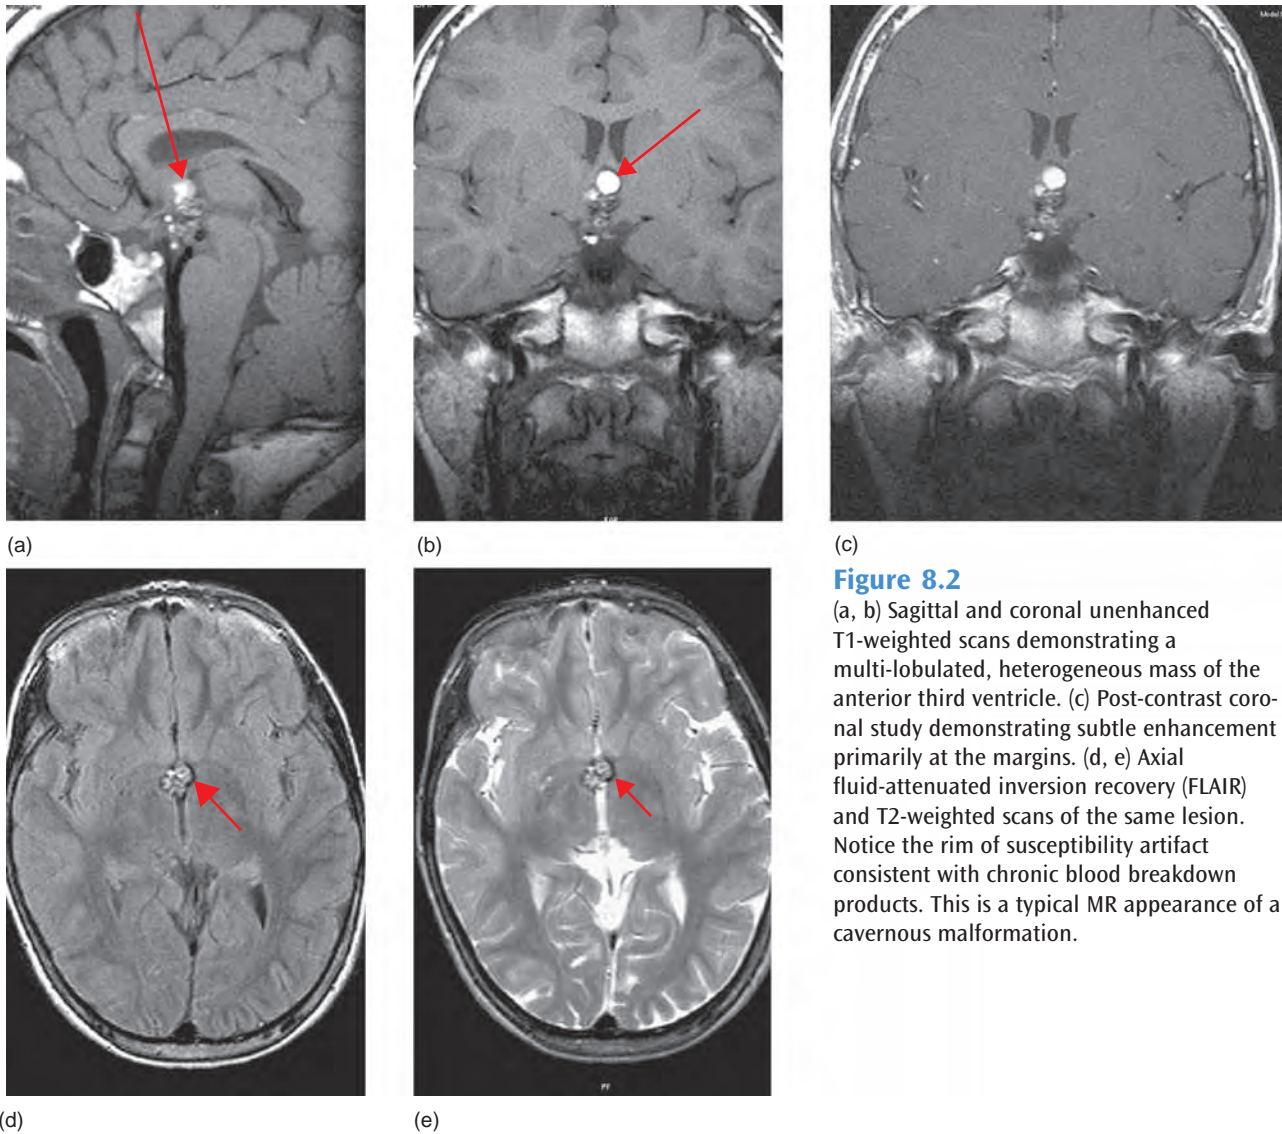 (a)
(b)
(c)
Figure 8.2
(a, b) Sagittal and coronal unenhanced
T1-weighted scans demonstrating a
multi-lobulated, heterogeneous mass of the
anterior third ventricle. (c) Post-contrast coro-
nal study demonstrating subtle enhancement
primarily at the margins. (d, e) Axial
fluid-attenuated inversion recovery (FLAIR)
and T2-weighted scans of the same lesion.
Notice the rim of susceptibility artifact
consistent with chronic blood breakdown
products. This is a typical MR appearance of a
cavernous malformation.
(d)
(e)